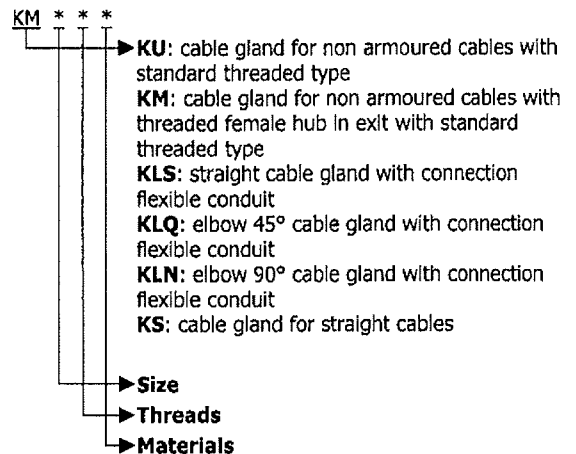 KM * * *
KU: cable gland for non armoured cables with
standard threaded type
KM: cable gland for non armoured cables with
threaded female hub in exit with standard
threaded type
KLS: straight cable gland with connection
flexible conduit
KLQ: elbow 45° cable gland with connection
flexible conduit
KLN: elbow 90° cable gland with connection
flexible conduit
KS: cable gland for straight cables
Size
Threads
Materials